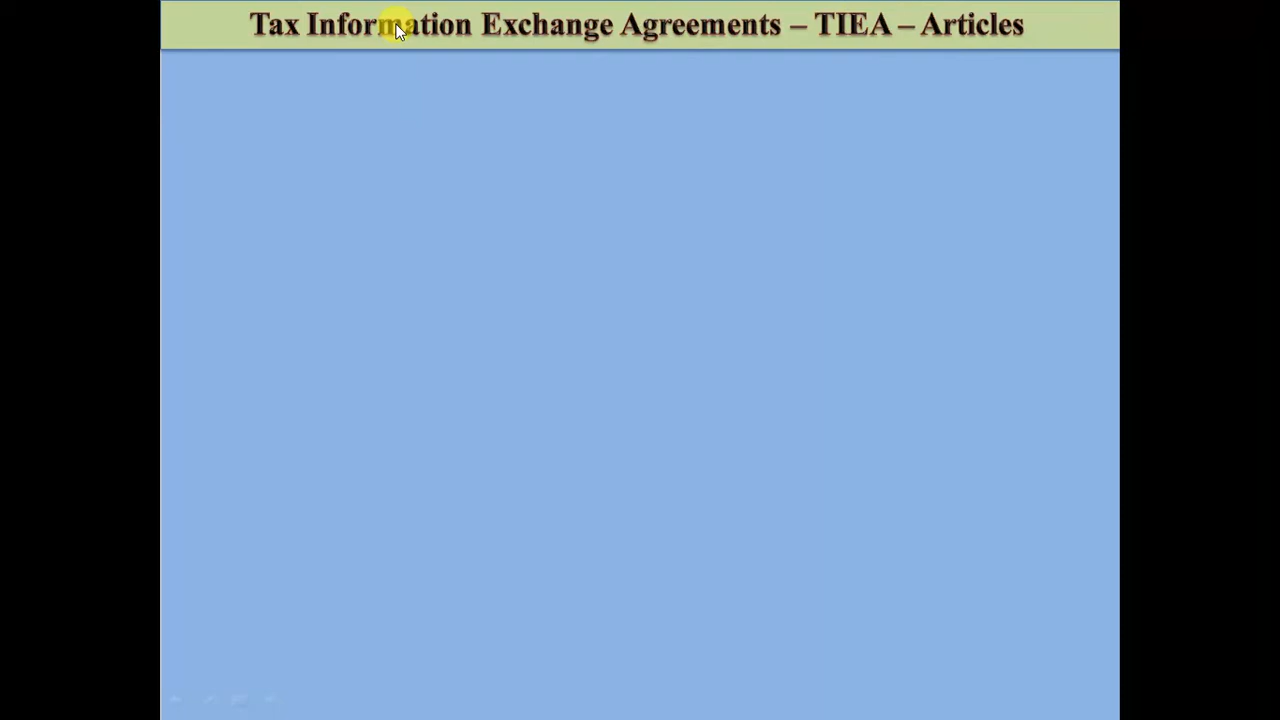 Tax Information Exchange Agreements – TIEA – Articles